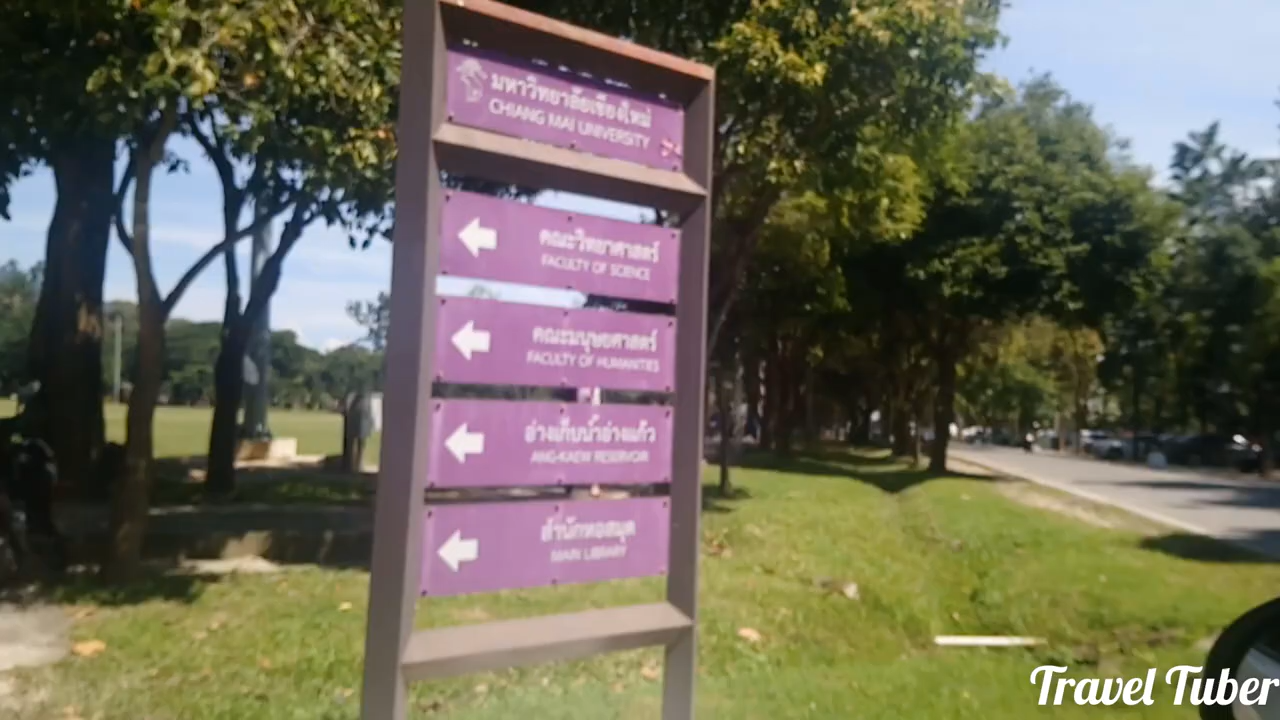 มหาวิทยาลัยเชียงใหม่
CHIANG MAI UNIVERSITY
คณะวิทยาศาสตร์
FACULTY OF SCIENCE
คณะมนุษยศาสตร์
FACULTY OF HUMANITIES
อ่างเก็บน้ำอ่างแก้ว
ANG-KAEW RESERVOIR
สำนักหอสมุด
MAIN LIBRARY
Travel Tuber